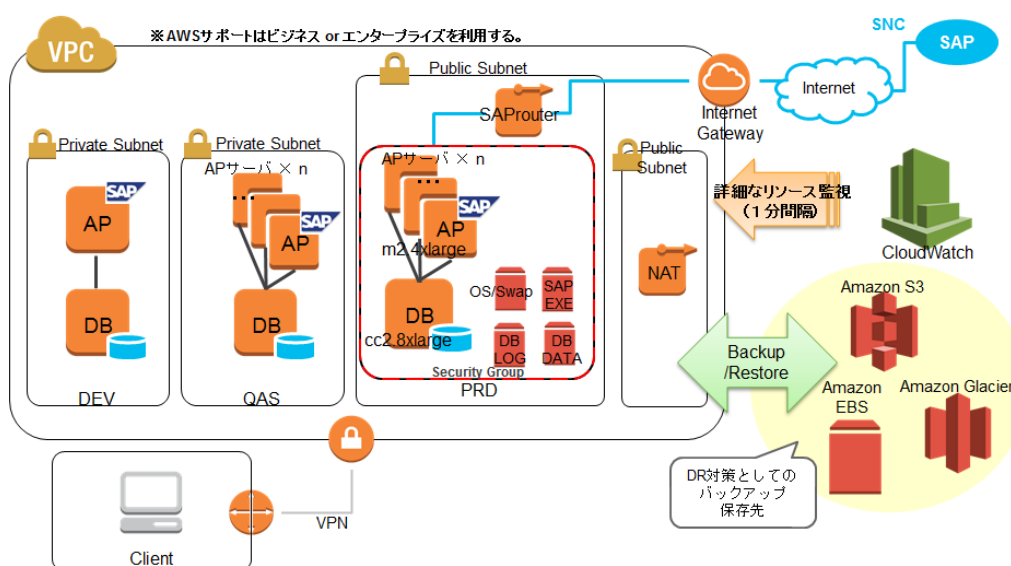 ※AWSサポートはビジネス or エンタープライズを利用する。
VPC
SNC
SAP
Internet
Internet
Gateway
Public Subnet
SAProuter
Private Subnet
SAP
AP
DB
DEV
Private Subnet
APサーバ × n
...
SAP
AP
DB
QAS
APサーバ × n
...
SAP
AP
m2.4xlarge
DB
cc2.8xlarge
OS/Swap
SAP
EXE
DB
LOG
DB
DATA
Security Group
PRD
Public
Subnet
NAT
詳細なリソース監視
(1分間隔)
CloudWatch
Backup
/Restore
Amazon S3
Amazon
EBS
Amazon Glacier
DR対策としての
バックアップ
保存先
VPN
Client